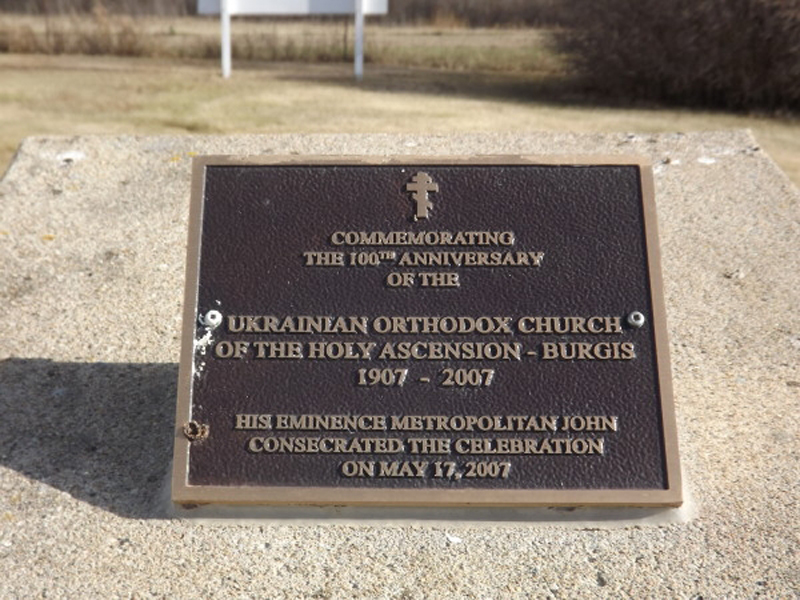 COMMEMORATING
THE 100TH ANNIVERSARY
OF THE
UKRAINIAN ORTHODOX CHURCH
OF THE HOLY ASCENSION - BURGIS
1907 - 2007
HIS EMINENCE METROPOLITAN JOHN
CONSECRATED THE CELEBRATION
ON MAY 17, 2007